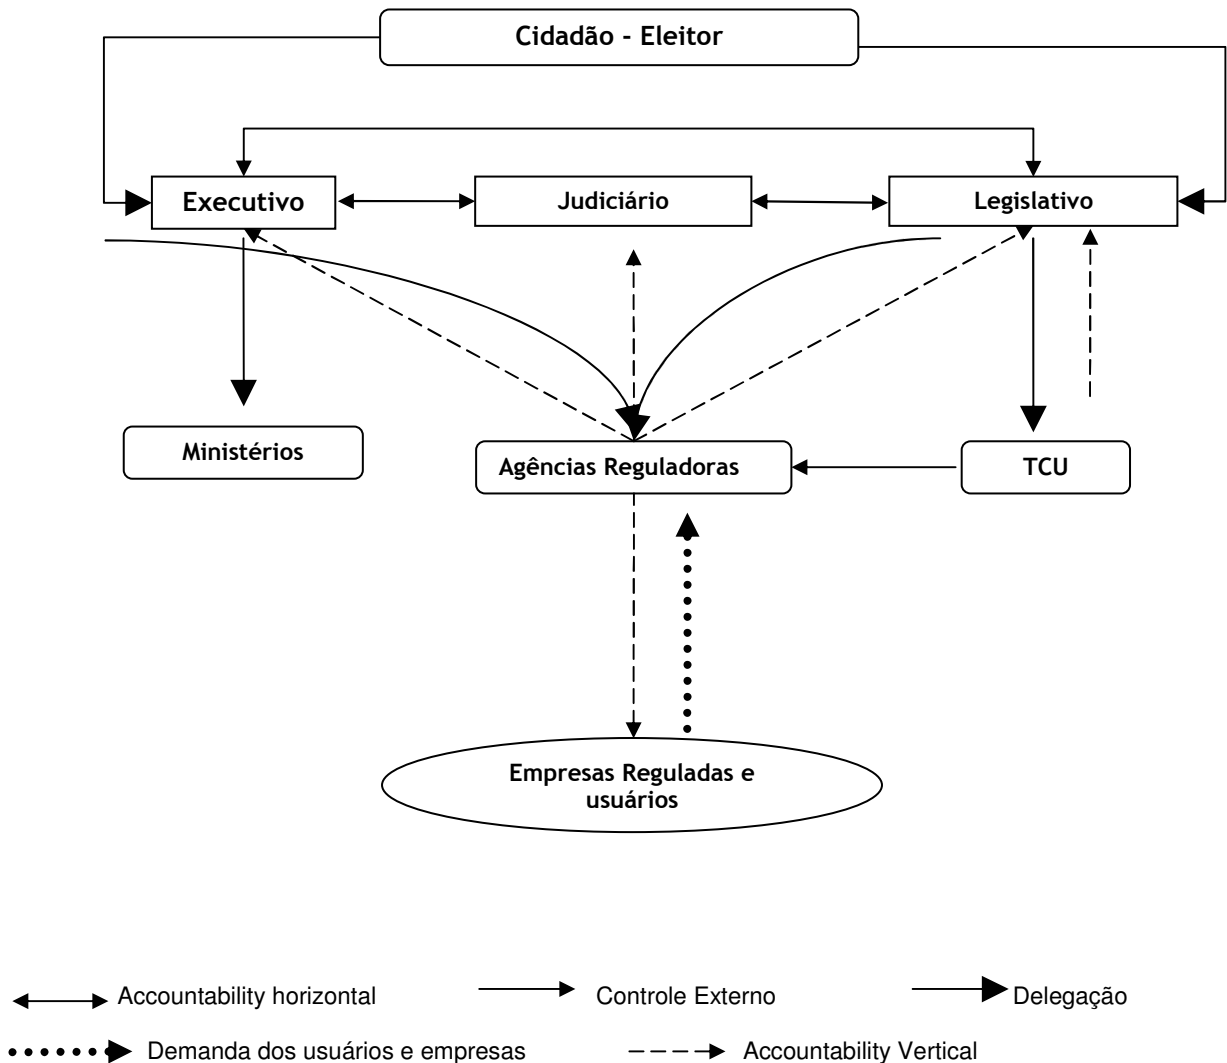 Cidadão - Eleitor
Executivo
Judiciário
Legislativo
Ministérios
Agências Reguladoras
TCU
Empresas Reguladas e
usuários
Accountability horizontal
Controle Externo
Delegação
Demanda dos usuários e empresas
Accountability Vertical